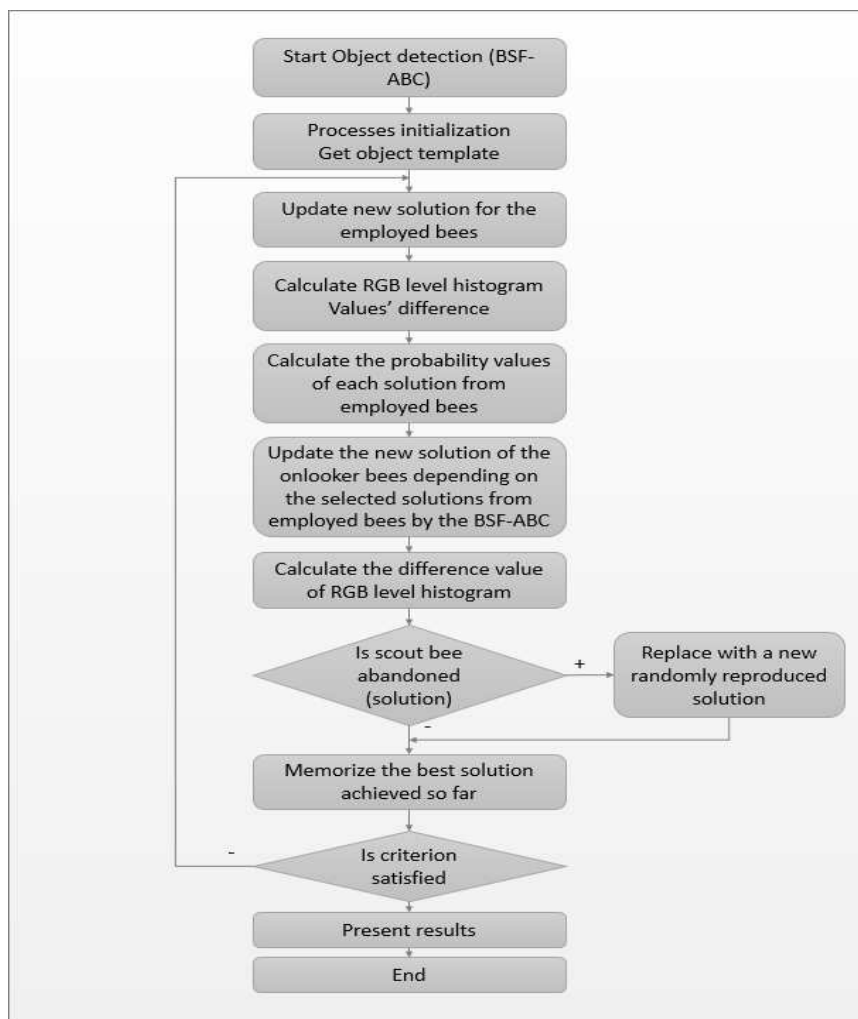 Start Object detection (BSF-
ABC)
Processes initialization
Get object template
Update new solution for the
employed bees
Calculate RGB level histogram
Values’ difference
Calculate the probability values
of each solution from
employed bees
Update the new solution of the
onlooker bees depending on
the selected solutions from
employed bees by the BSF-ABC
Calculate the difference value
of RGB level histogram
Is scout bee
abandoned
(solution)
+
Replace with a new
randomly reproduced
solution
-
Memorize the best solution
achieved so far
-
Is criterion
satisfied
Present results
End